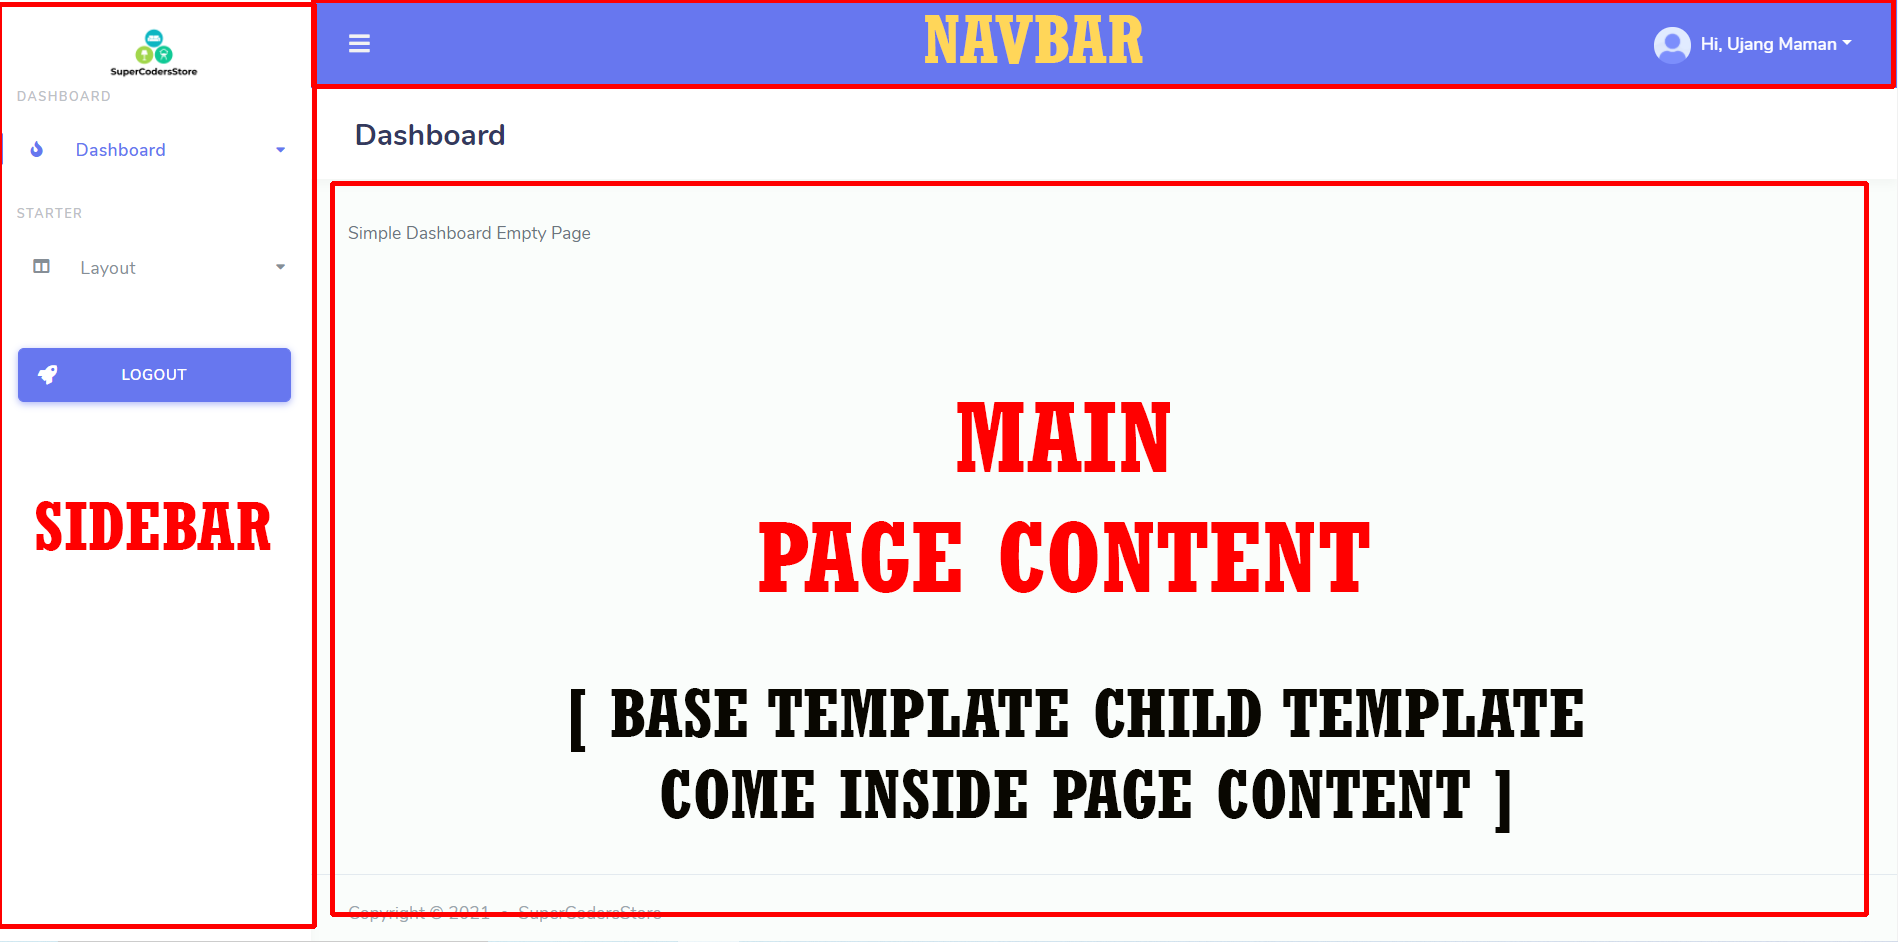 SuperCodersStore
DASHBOARD
Dashboard
STARTER
Layout
LOGOUT
SIDEBAR
NAVBAR
Hi, Ujang Maman
Dashboard
Simple Dashboard Empty Page
MAIN
PAGE CONTENT
[ BASE TEMPLATE CHILD TEMPLATE
COME INSIDE PAGE CONTENT ]
Copyright © 2021 • SuperCodersStore